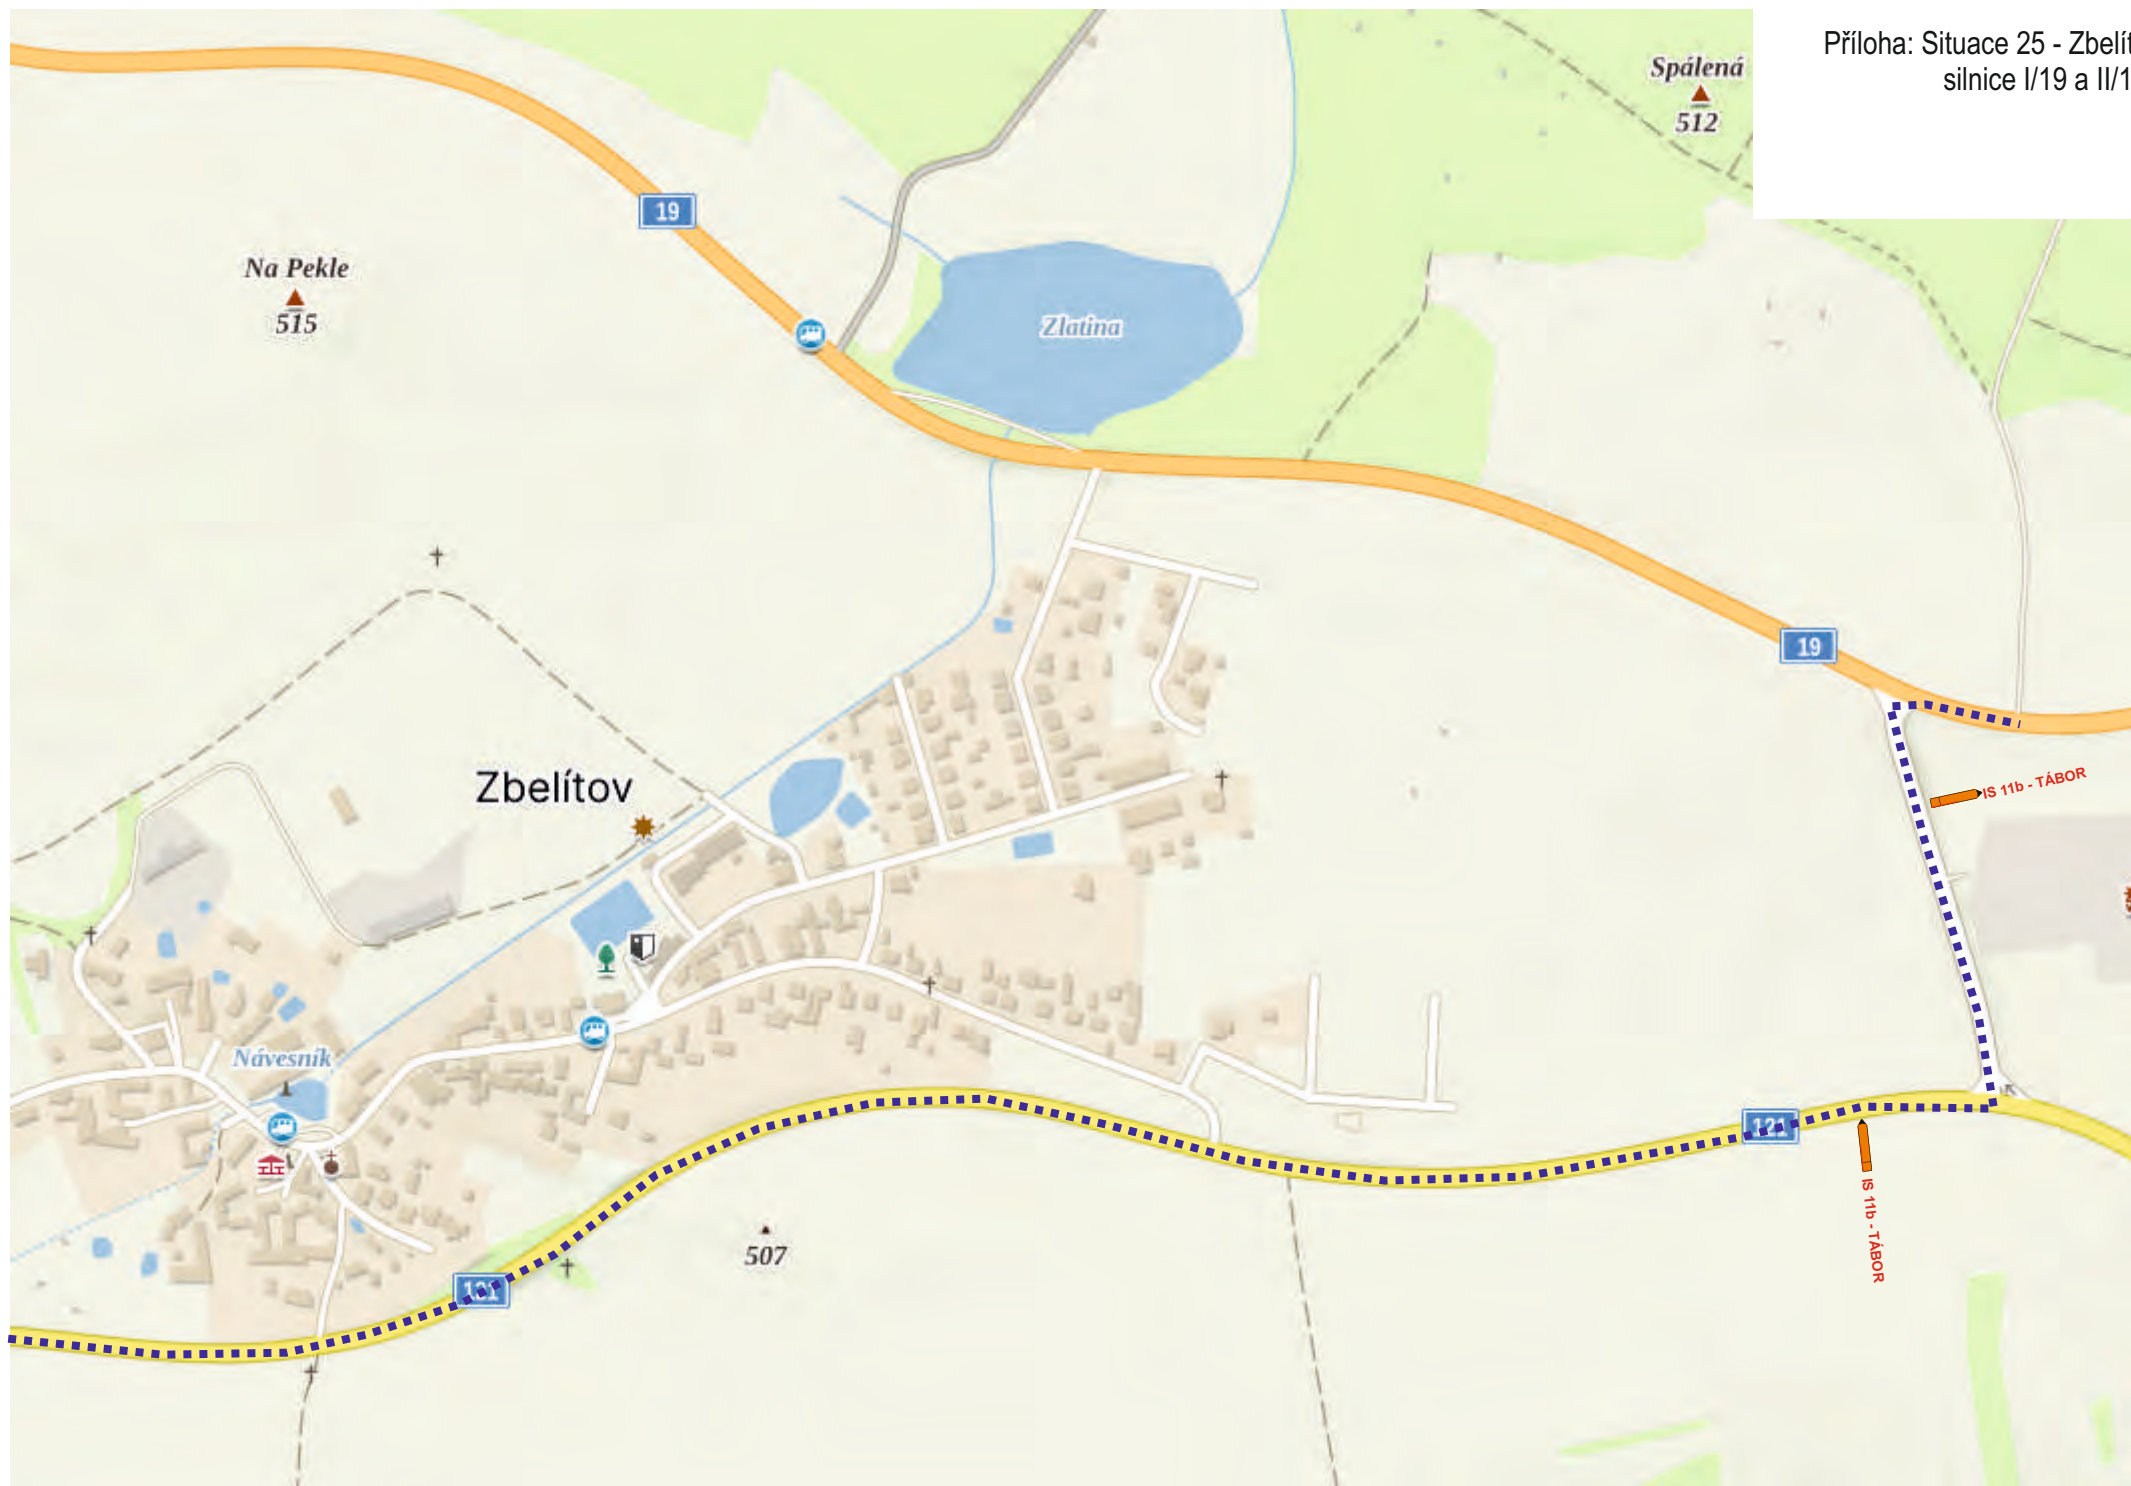 Příloha: Situace 25 - Zbelít
silnice I/19 a II/1
Spálená
512
19
Na Pekle
515
Zlatina
19
Zbelítov
IS 11b - TÁBOR
Návesník
121
IS 11b - TÁBOR
507
131